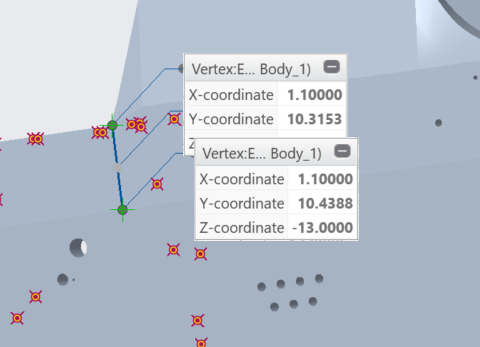 Vertex:E... Body_1)
X-coordinate 1.10000
Y-coordinate 10.3153
Vertex:E... Body_1)
X-coordinate 1.10000
Y-coordinate 10.4388
Z-coordinate -13.0000